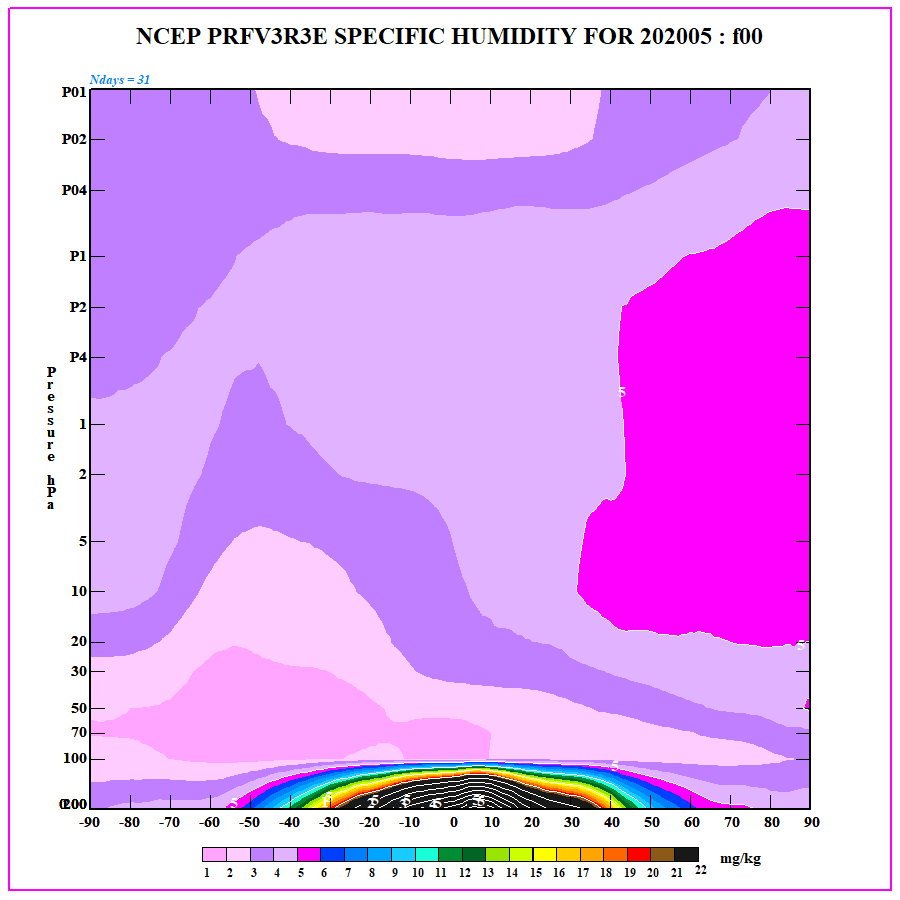 NCEP PRFV3R3E SPECIFIC HUMIDITY FOR 202005 : f00
Ndays = 31
P01
P02
P04
P1
P2
P4
1
2
5
10
20
30
50
70
100
Pressure hPa
5
5
-90 -80 -70 -60 -50 -40 -30 -20 -10 0 10 20 30 40 50 60 70 80 90
1 2 3 4 5 6 7 8 9 10 11 12 13 14 15 16 17 18 19 20 21 22 mg/kg